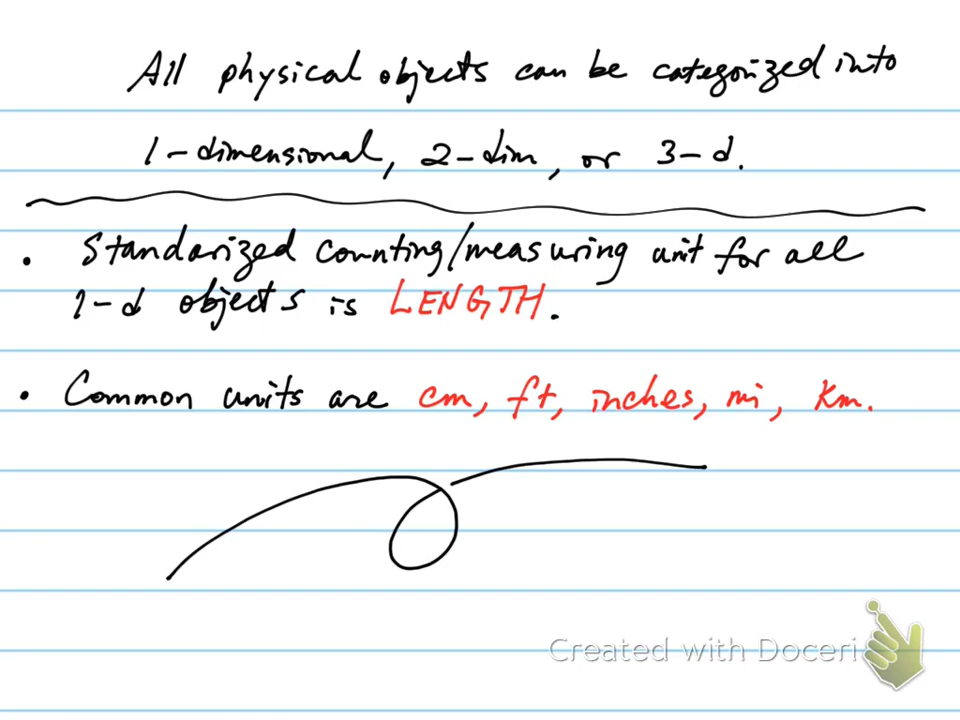 All physical objects can be categorized into
1-dimensional, 2-dim, or 3-d.
• Standarized counting/measuring unit for all
1-d objects is LENGTH.
• Common units are cm, ft, inches, mi, km.
Created with Doceri